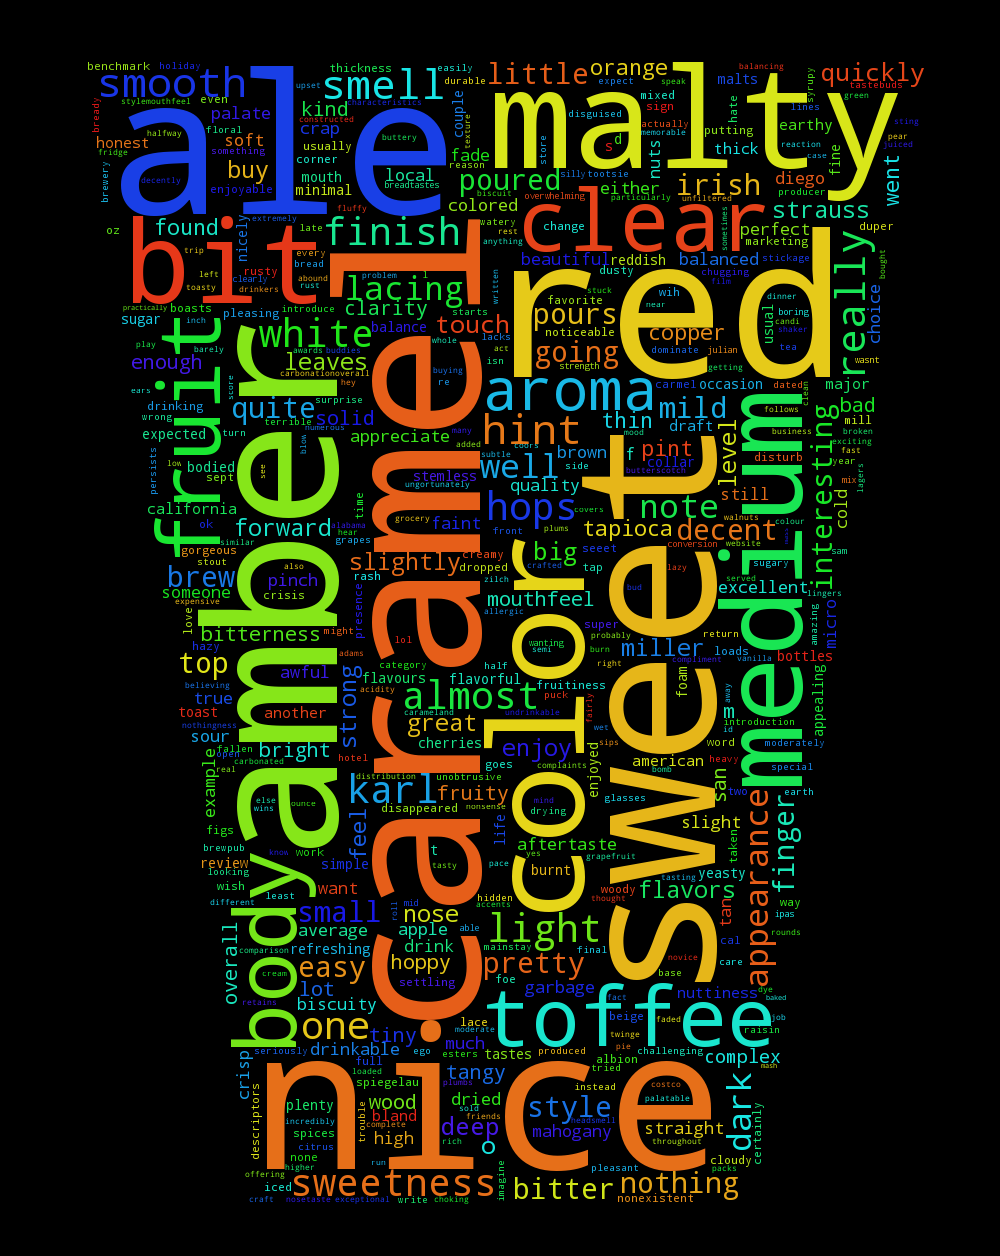 benchmark
holiday
smooth
ale
smell
thickness
easily
durable
little
orange
malty
quickly
tastebuds
balancing
expect
speak
malts
mixed
sign
syrupy
green
stylemouthfeel
even
palate
upset
characteristics
constructed
kind
crap
couple
texture
disguised
actually
memorable
hate
putting
lines
earthy
sting
bready
floral
honest
halfway
soft
something
usually
buttery
corner
mouth
local
fade
reason
store
s
d
nuts
thick
reaction
fine
pear
juiced
case
fridge
brewery
buy
enjoyable
decently
minimal
breadtastes
biscuit
poured
silly
tootsie
either
particularly
irish
diego
producer
went
colored
overwhelming
unfiltered
clear
strauss
oz
found
nicely
extremely
fluffy
late
finish
watery
rest
anything
change
sometimes
perfect
marketing
duper
bit
trip
clearly
rusty
every
bread
problem
l
written
beautiful
reddish
balanced
stickage
bought
left
toasty
drinkers
abound
rust
lacing
starts
dusty
stuck
chugging
film
red
really
practically
boasts
introduce
clarity
favorite
pours
wih
near
dinner
usual
boring
candi
shaker
tea
choice
sugar
inch
pleasing
white
balance
touch
lacks
noticeable
copper
wasnt
play
barely
awards
buddies
whole
act
isn
going
strength
dominate
julian
getting
enough
leaves
carbonationoverall
hey
buying
re
aroma
carmel
occasion
dated
clean
major
ears
score
drinking
wrong
fruit
quite
terrible
surprise
solid
numerous
many
hint
thin
mild
draft
follows
bad
mill
expected
turn
blow
appreciate
added
coors
mood
f
pint
business
broken
exciting
persists
low
bodied
see
stemless
well
subtle
side
brown
collar
level
disturb
fast
year
sept
time
ungortunately
quality
butterscotch
still
mix
lagers
interesting
california
ok
alabama
grocery
hops
covers
note
walnuts
cold
forward
hear
faint
front
plums
tapioca
decent
colour
similar
grapes
gorgeous
stout
also
slightly
creamy
big
seeet
conversion
website
sam
brew
pinch
rash
dropped
zilch
crafted
tap
lazy
sugary
someone
crisis
presence
mouthfeel
bud
served
excellent
lingers
expensive
love
amber
caramel
allergic
super
medium
amazing
micro
bitterness
might
lol
wanting
semi
probably
burn
return
hazy
adams
category
half
right
miller
loads
vanilla
bottles
top
awful
acidity
flavours
flavorful
fruitiness
compliment
foam
away
id
believing
true
strong
almost
puck
fairly
m
appealing
toast
another
carameland
undrinkable
color
sweet
introduction
nothingness
sour
hotel
great
wet
word
moderately
fallen
open
bright
cherries
enjoy
sips
real
carbonated
goes
complaints
american
heavy
special
example
distribution
unobtrusive
enjoyed
bomb
san
two
earth
else
wins
ounce
karl
fruity
mind
glasses
finger
figs
disappeared
nonsense
drying
slight
brewpub
know
work
feel
life
aftertaste
taken
looking
review
simple
t
yes
grapefruit
wish
tasty
pace
burnt
tasting
yeasty
different
least
want
hidden
woody
thought
flavors
way
body
small
mid
roll
nose
accents
tan
ipas
overall
average
apple
able
light
appearance
rounds
comparison
refreshing
drink
mainstay
final
novice
cal
care
easy
hoppy
pretty
base
cream
lot
settling
foe
garbage
nuttiness
dye
baked
retains
biscuity
fact
one
tiny
lace
toffee
beige
faded
raisin
job
moderate
twinge
seriously
drinkable
ego
much
esters
tastes
produced
pie
challenging
complex
crisp
full
loaded
tangy
albion
tried
mash
nice
spiegelau
plumbs
instead
costco
descriptors
plenty
wood
dried
style
palatable
dark-
incredibly
trouble
bland
sold
friends
headsmell
spices
complete
deep
mahogany
straight
certainly
citrus
high
rich
o
throughout
none
higher
run
cloudy
offering
pleasant
packs
iced
sweetness
imagine
bitter
nothing
craft
nosetaste
exceptional
write
choking
nonexistent